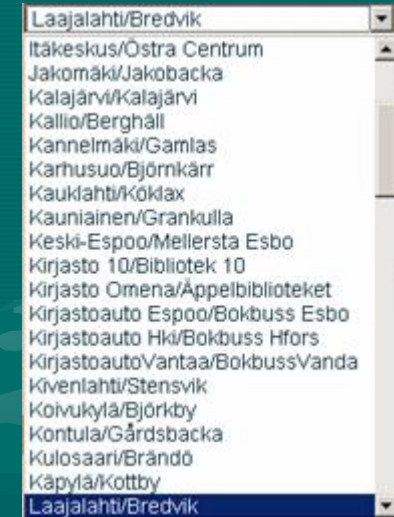 Laajalahti/Bredvik
Itäkeskus/Östra Centrum
Jakomäki/Jakobacka
Kalajärvi/Kalajärvi
Kallio/Berghäll
Kannelmäki/Gamlas
Karhusuo/Björnkärr
Kauklahti/Köklax
Kauniainen/Grankulla
Keski-Espoo/Mellersta Esbo
Kirjasto 10/Bibliotek 10
Kirjasto Omena/Äppelbiblioteket
Kirjastoauto Espoo/Bokbuss Esbo
Kirjastoauto Hki/Bokbuss Hfors
KirjastoautoVantaa/BokbussVanda
Kivenlahti/Stensvik
Koivukylä/Björkby
Kontula/Gårdsbacka
Kulosaari/Brändö
Käpylä/Kottby
Laajalahti/Bredvik